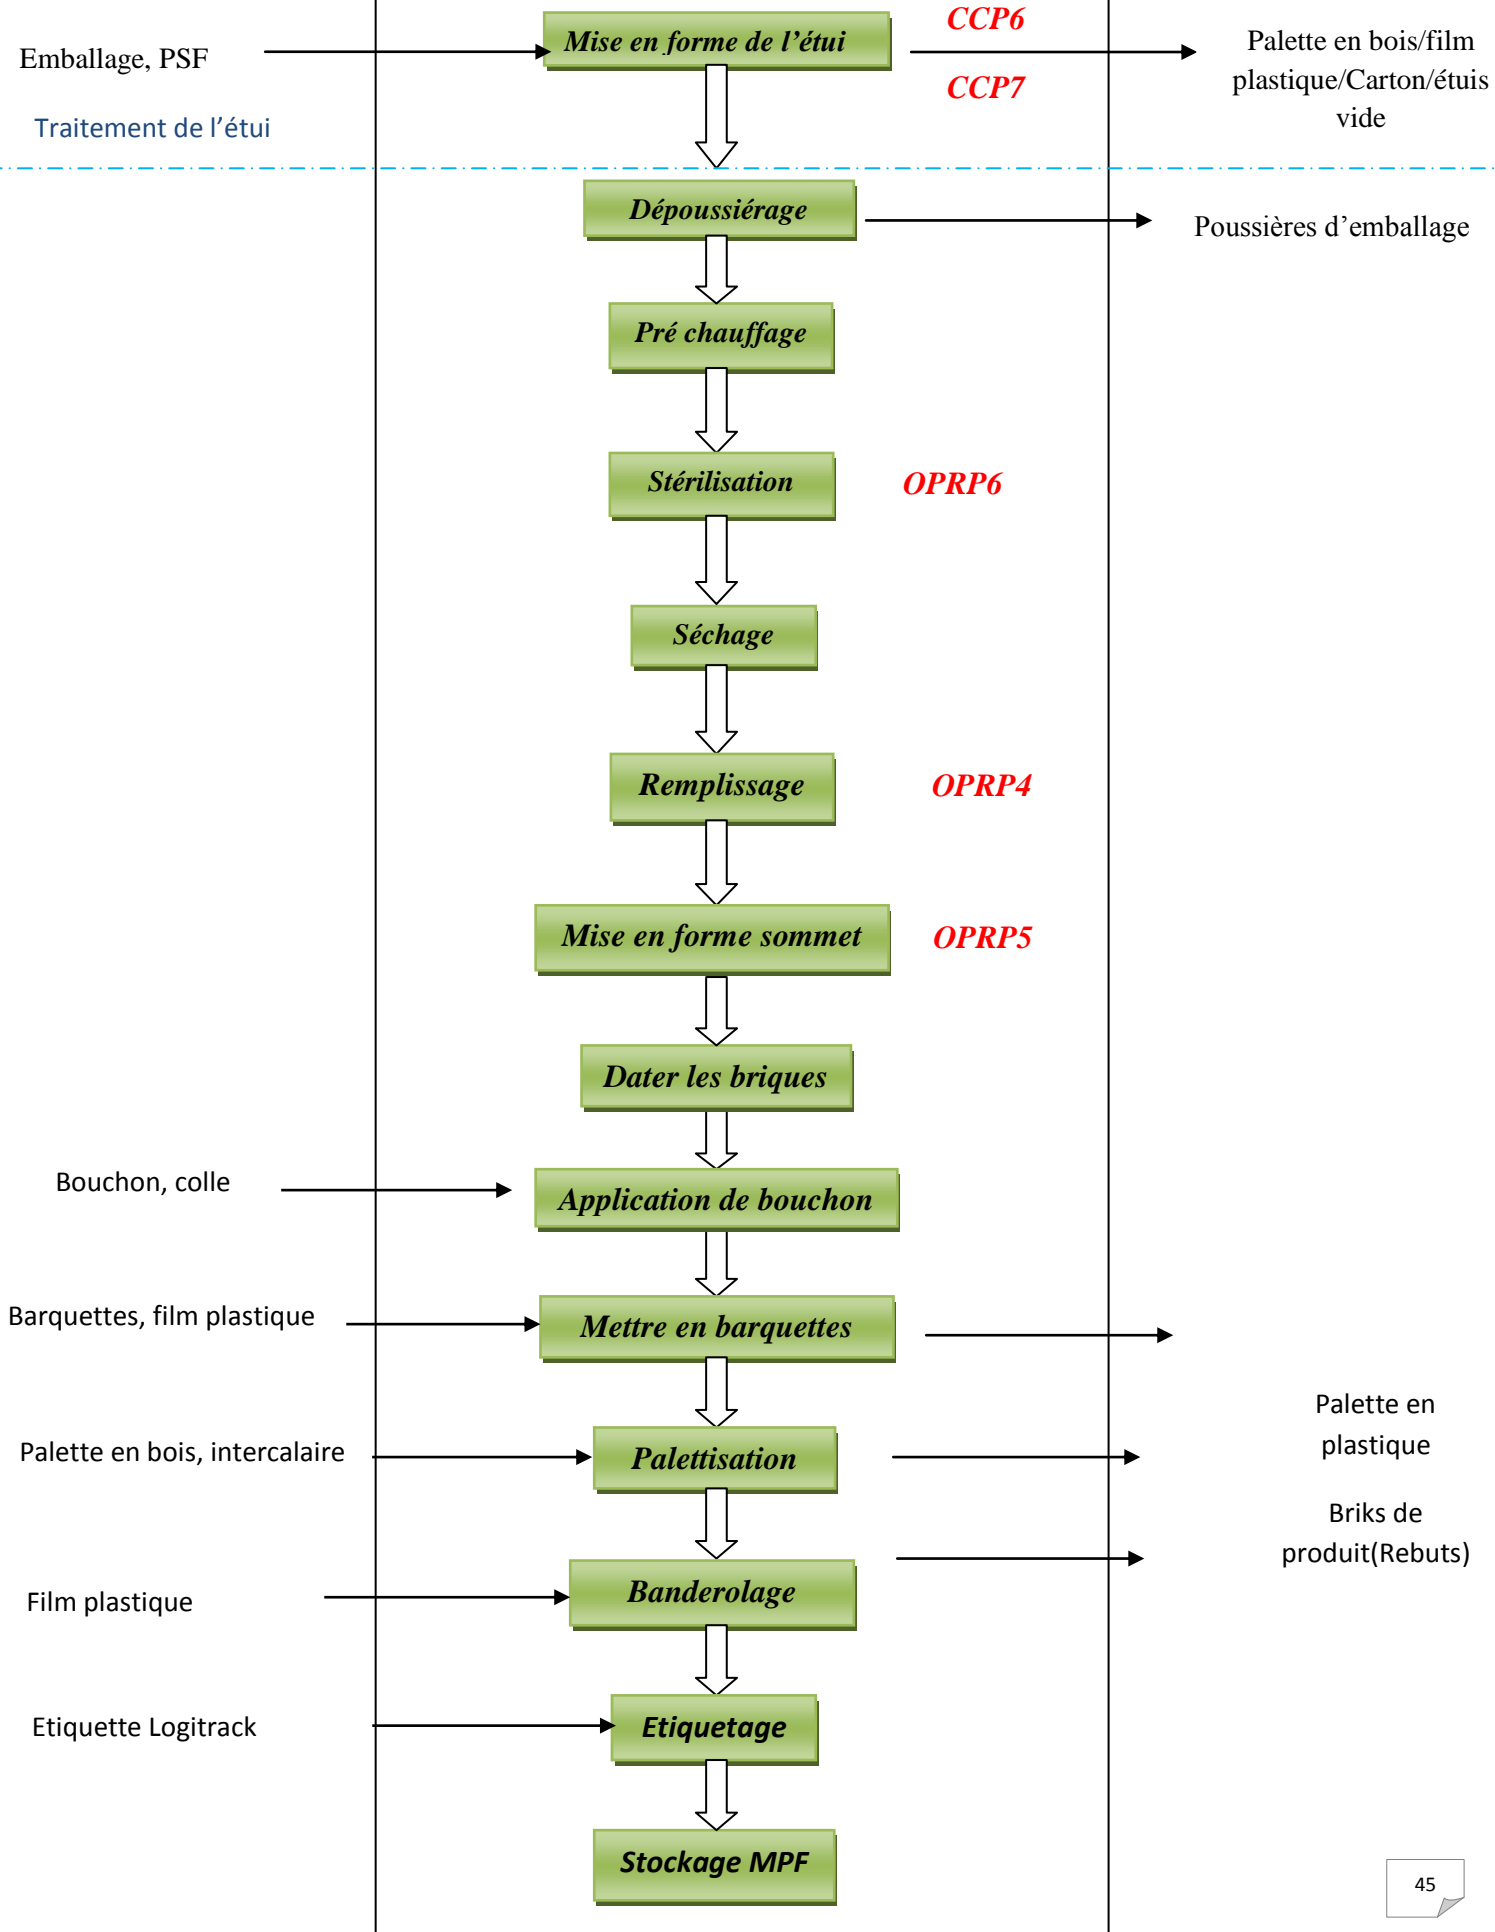 CCP6
Emballage, PSF
Mise en forme de l’étui
Palette en bois/film
plastique/Carton/étuis
vide
CCP7
Traitement de l’étui
Dépoussiérage
Poussières d’emballage
Pré chauffage
Stérilisation
OPRP6
Séchage
Remplissage
OPRP4
Mise en forme sommet
OPRP5
Dater les briques
Bouchon, colle
Application de bouchon
Barquettes, film plastique
Mettre en barquettes
Palette en
plastique
Palette en bois, intercalaire
Palettisation
Briks de
produit(Rebuts)
Film plastique
Banderolage
Etiquette Logitrack
Etiquetage
Stockage MPF
45